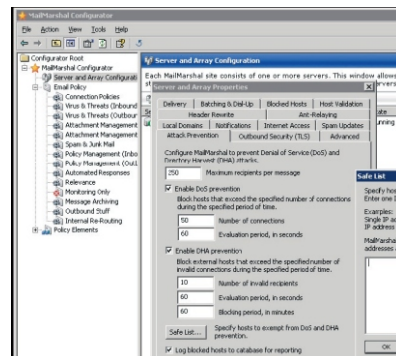 MailMarshal Configurator
File Action View Tools Help
Configurator Root
MailMarshal Configurator
Server and Array Configurati
Email Policy
Connection Policies
Virus & Threats (Inbound
Virus & Threats (Outbour
Attachment Management
Attachment Management
Spam & Junk Mail
Policy Management (Inbo
Policy Management (Out
Automated Responses
Relevance
Monitoring Only
Message Archiving
Outbound Stuff
Internal Re-Routing
Policy Elements
Server and Array Configuration
Each MailMarshal site consists of one or more servers. This window allows
Server and Array Properties
Delivery Batching & Dial-Up Blocked Hosts Host Validation
Header Rewrite Anti-Relaying
Local Domains Notifications Internet Access Spam Updates
Attack Prevention Outbound Security (TLS) Advanced
Configure MailMarshal to prevent Denial of Service (DoS) and
Directory Harvest (DHA) attacks.
250 Maximum recipients per message
Enable DoS prevention
Block hosts that exceed the specified number of connections
during the specified period of time.
50 Number of connections
60 Evaluation period, in seconds
Enable DHA prevention
Block external hosts that exceed the specified number of
invalid connections during the specified period of time.
10 Number of invalid recipients
60 Evaluation period, in seconds
60 Blocking period, in minutes
Safe List... Specify hosts to exempt from DoS and DHA
prevention.
Log blocked hosts to database for reporting
ate
unning
Safe List
Specify hos
Enter one I
Examples:
Single IP ac
IP address
MailMarsha
addresses a
OK